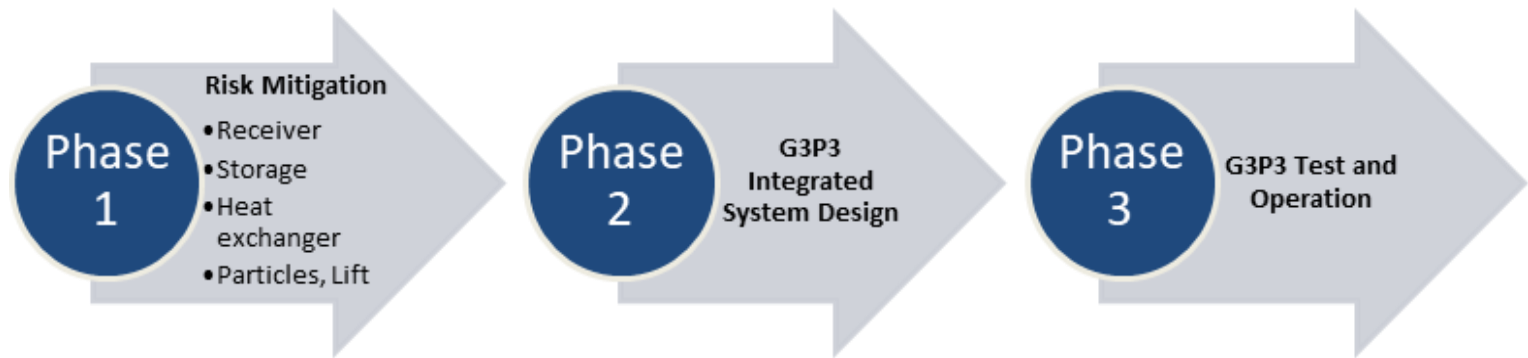 Phase
1
Risk Mitigation
•Receiver
•Storage
•Heat
exchanger
•Particles, Lift
Phase
2
G3P3
Integrated
System Design
Phase
3
G3P3 Test and
Operation